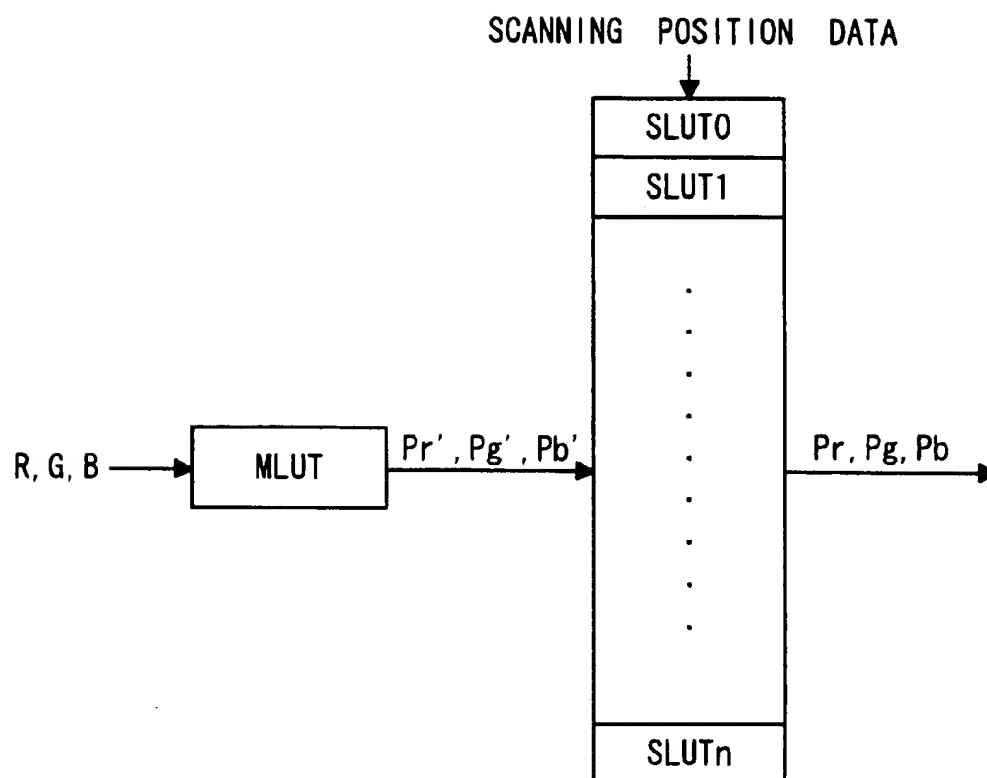 SCANNING POSITION DATA
SLUT0
SLUT1
R, G, B
MLUT
Pr', Pg', Pb'
Pr, Pg, Pb
SLUTn